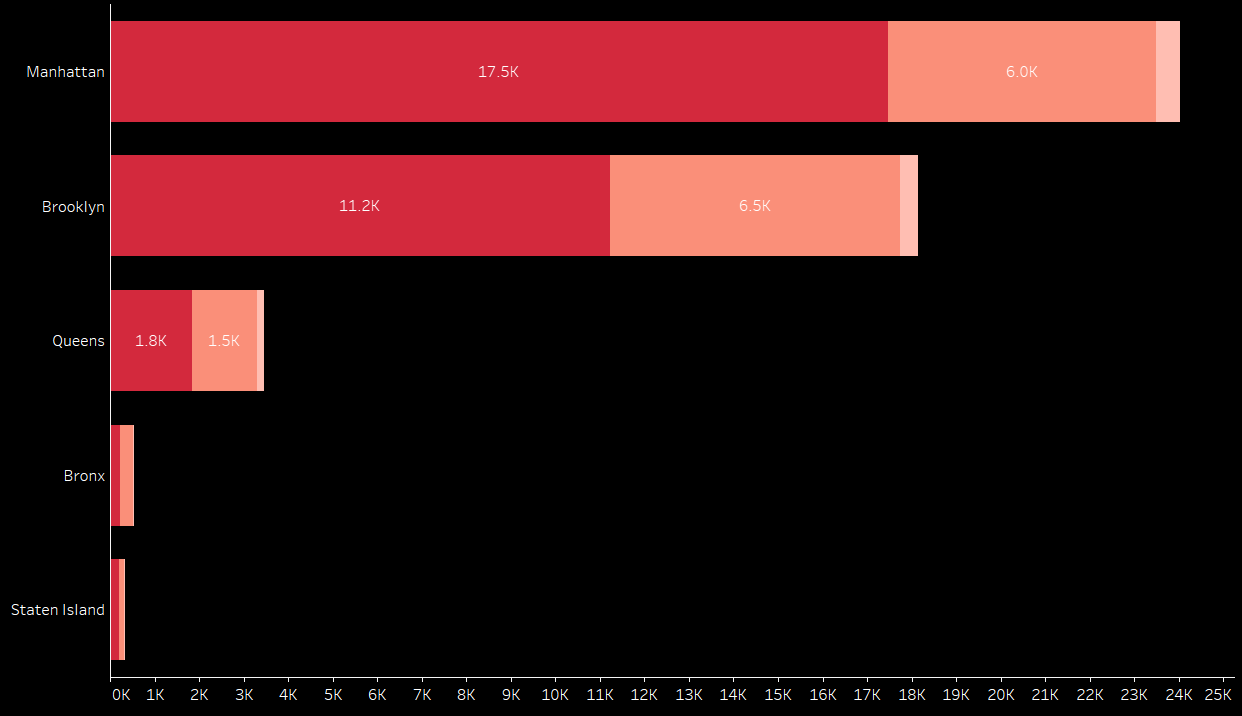 Manhattan 17.5K 6.0K
Brooklyn 11.2K 6.5K
Queens 1.8K 1.5K
Bronx
Staten Island
0K 1K 2K 3K 4K 5K 6K 7K 8K 9K 10K 11K 12K 13K 14K 15K 16K 17K 18K 19K 20K 21K 22K 23K 24K 25K